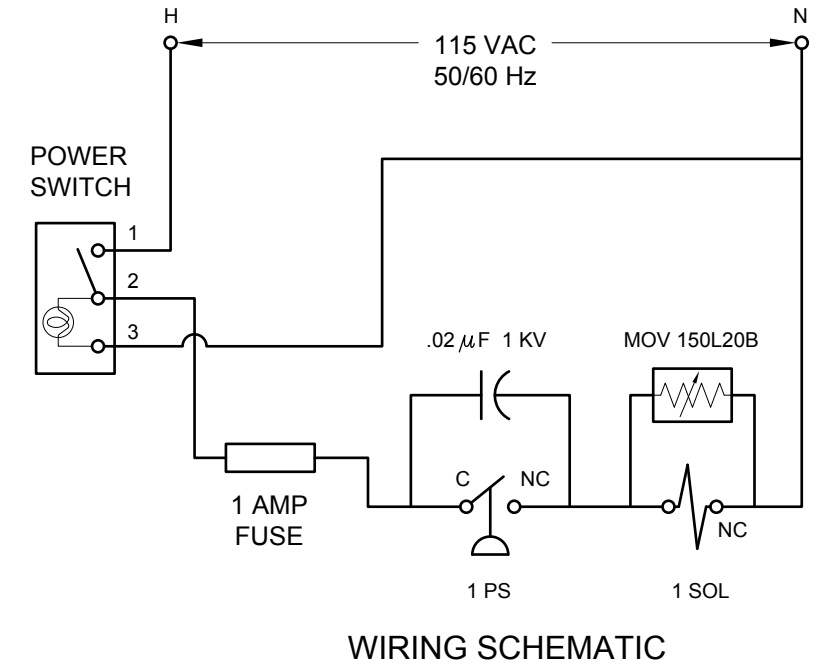 H
N
115 VAC
50/60 Hz
POWER
SWITCH
1
2
3
.02 μF 1 KV
MOV 150L20B
C
NC
NC
1 AMP
FUSE
1 PS
1 SOL
WIRING SCHEMATIC